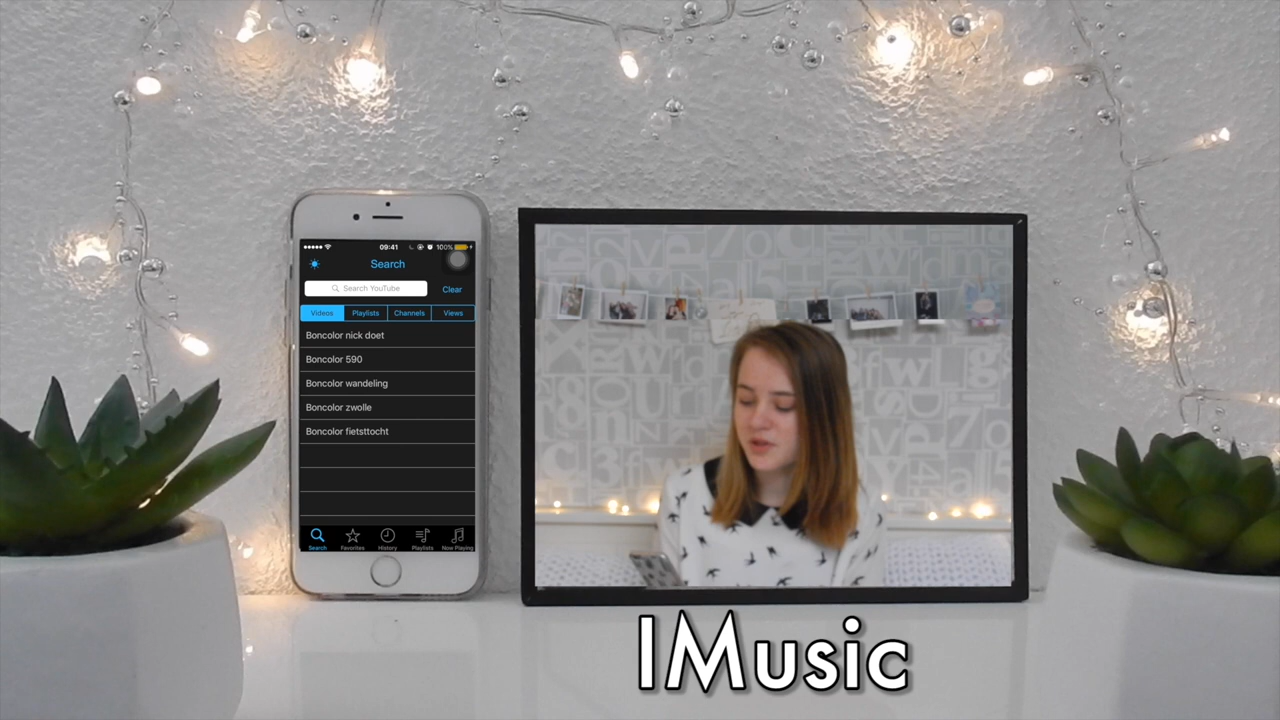 09:41
100%
Search
Search YouTube
Clear
Videos
Playlists
Channels
Views
Boncolor nick doet
Boncolor 590
Boncolor wandeling
Boncolor zwolle
Boncolor fietsttocht
Search
Favorites
History
Playlists
Now Playing
IMusic